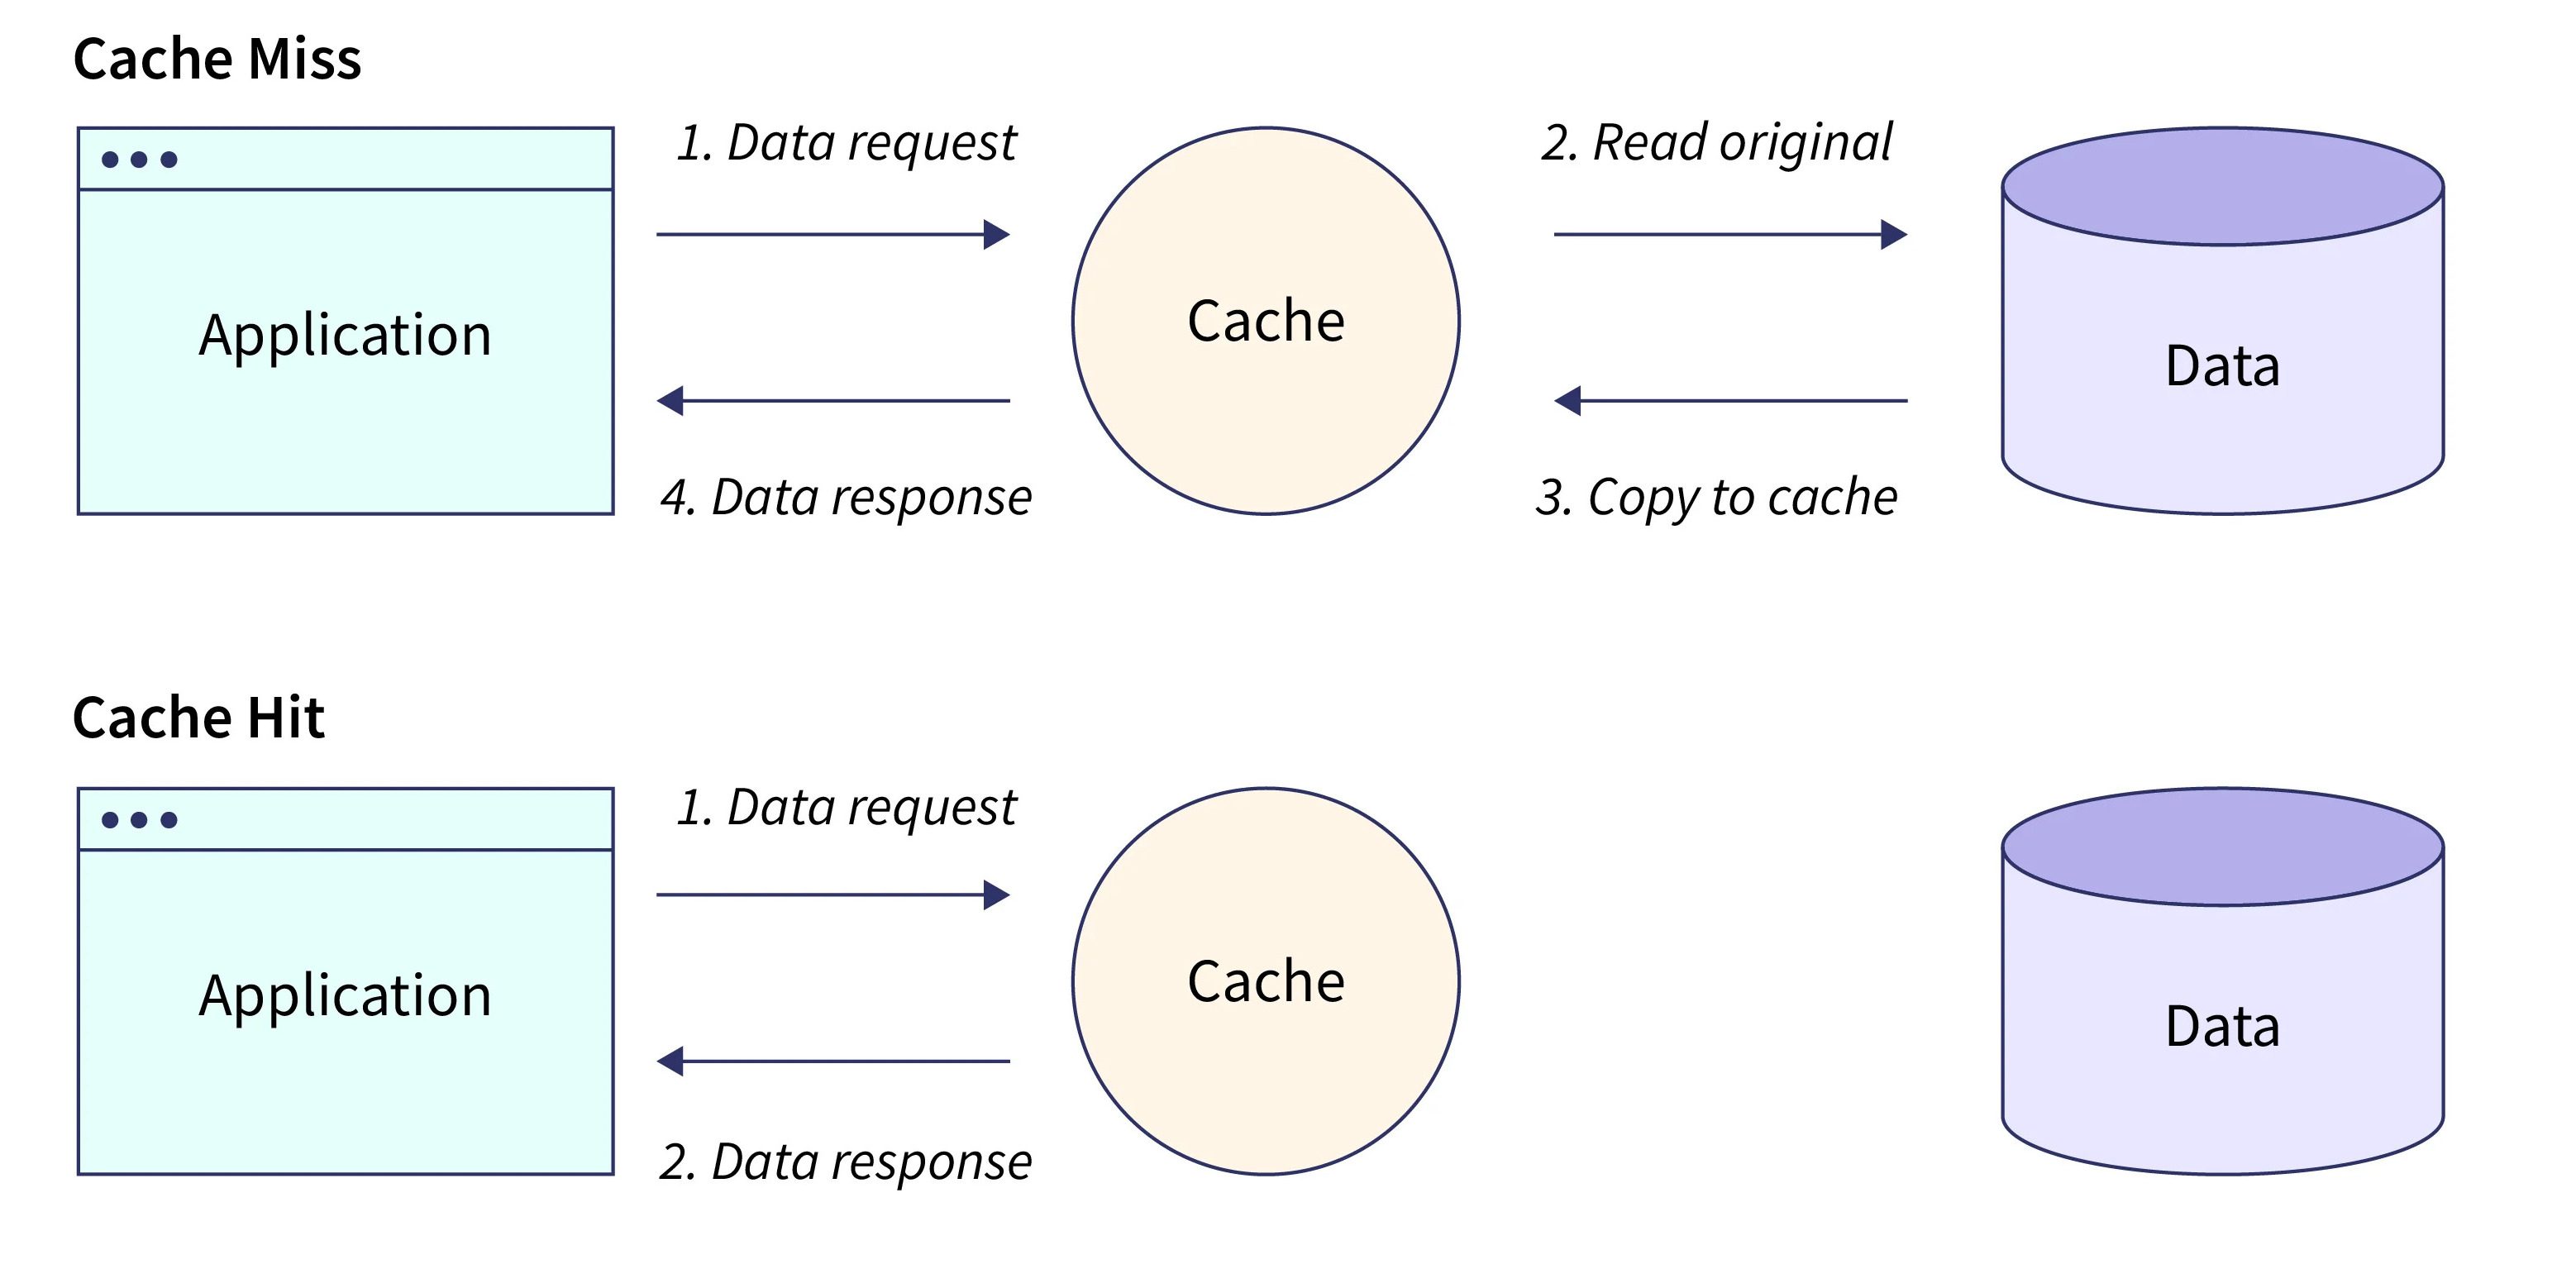 Cache Miss
1. Data request
2. Read original
Application
Cache
Data
4. Data response
3. Copy to cache
Cache Hit
1. Data request
Application
Cache
Data
2. Data response